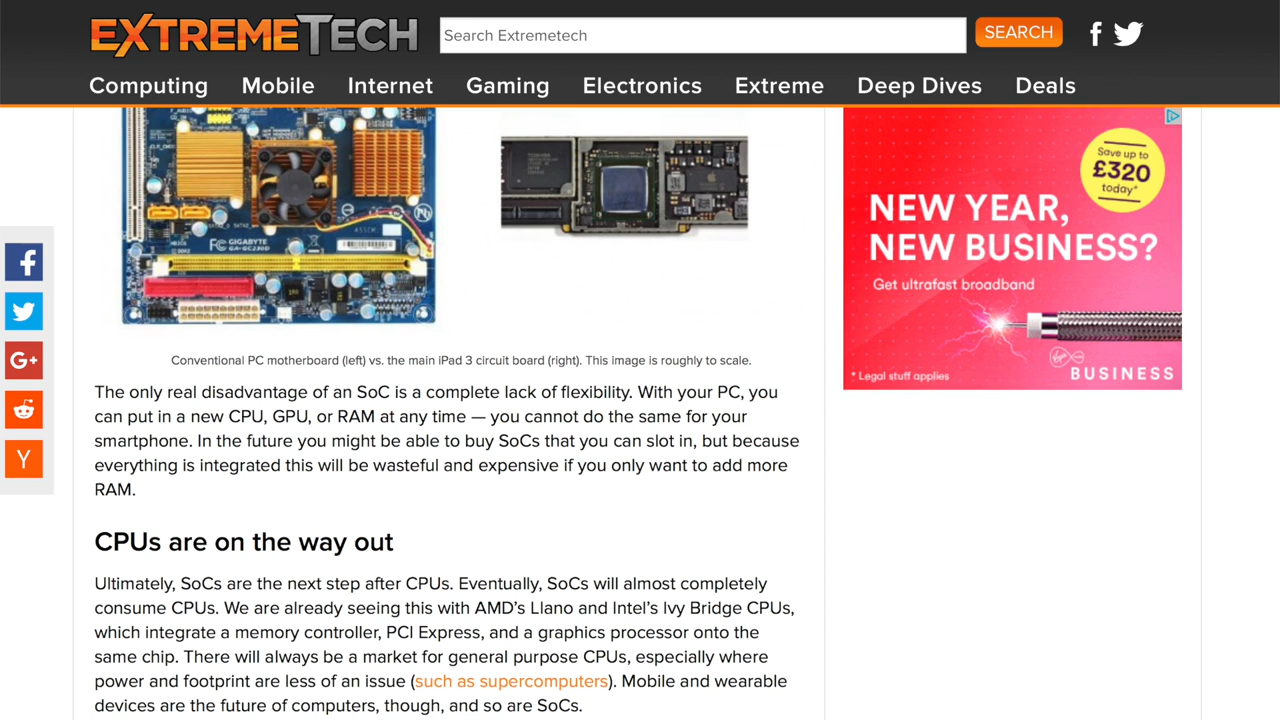 EXTREMETECH
Search Extremetech
SEARCH
Computing Mobile Internet Gaming Electronics Extreme Deep Dives Deals
GIGABYTE
Conventional PC motherboard (left) vs. the main iPad 3 circuit board (right). This image is roughly to scale.
The only real disadvantage of an SoC is a complete lack of flexibility. With your PC, you
can put in a new CPU, GPU, or RAM at any time — you cannot do the same for your
smartphone. In the future you might be able to buy SoCs that you can slot in, but because
everything is integrated this will be wasteful and expensive if you only want to add more
RAM.
CPUs are on the way out
Ultimately, SoCs are the next step after CPUs. Eventually, SoCs will almost completely
consume CPUs. We are already seeing this with AMD’s Llano and Intel’s Ivy Bridge CPUs,
which integrate a memory controller, PCI Express, and a graphics processor onto the
same chip. There will always be a market for general purpose CPUs, especially where
power and footprint are less of an issue (such as supercomputers). Mobile and wearable
devices are the future of computers, though, and so are SoCs.
Save up to
£320
today*
NEW YEAR,
NEW BUSINESS?
Get ultrafast broadband
* Legal stuff applies
BUSINESS
f
G+
Y